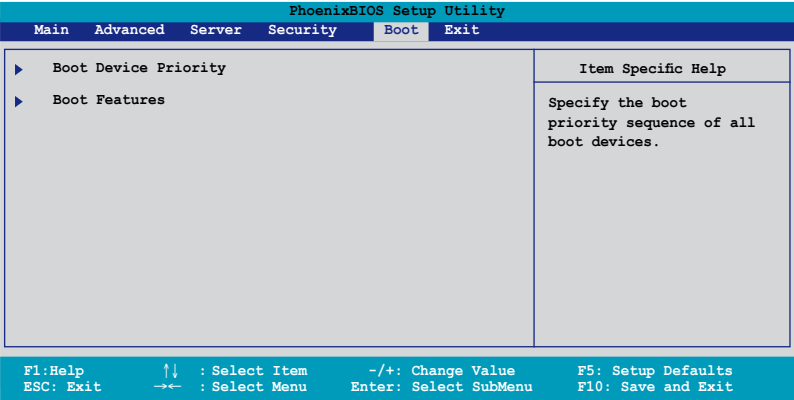 PhoenixBIOS Setup Utility
Main Advanced Server Security Boot Exit
Boot Device Priority
Boot Features
Item Specific Help
Specify the boot
priority sequence of all
boot devices.
F1:Help ↑↓ : Select Item -/+: Change Value F5: Setup Defaults
ESC: Exit →← : Select Menu Enter: Select SubMenu F10: Save and Exit